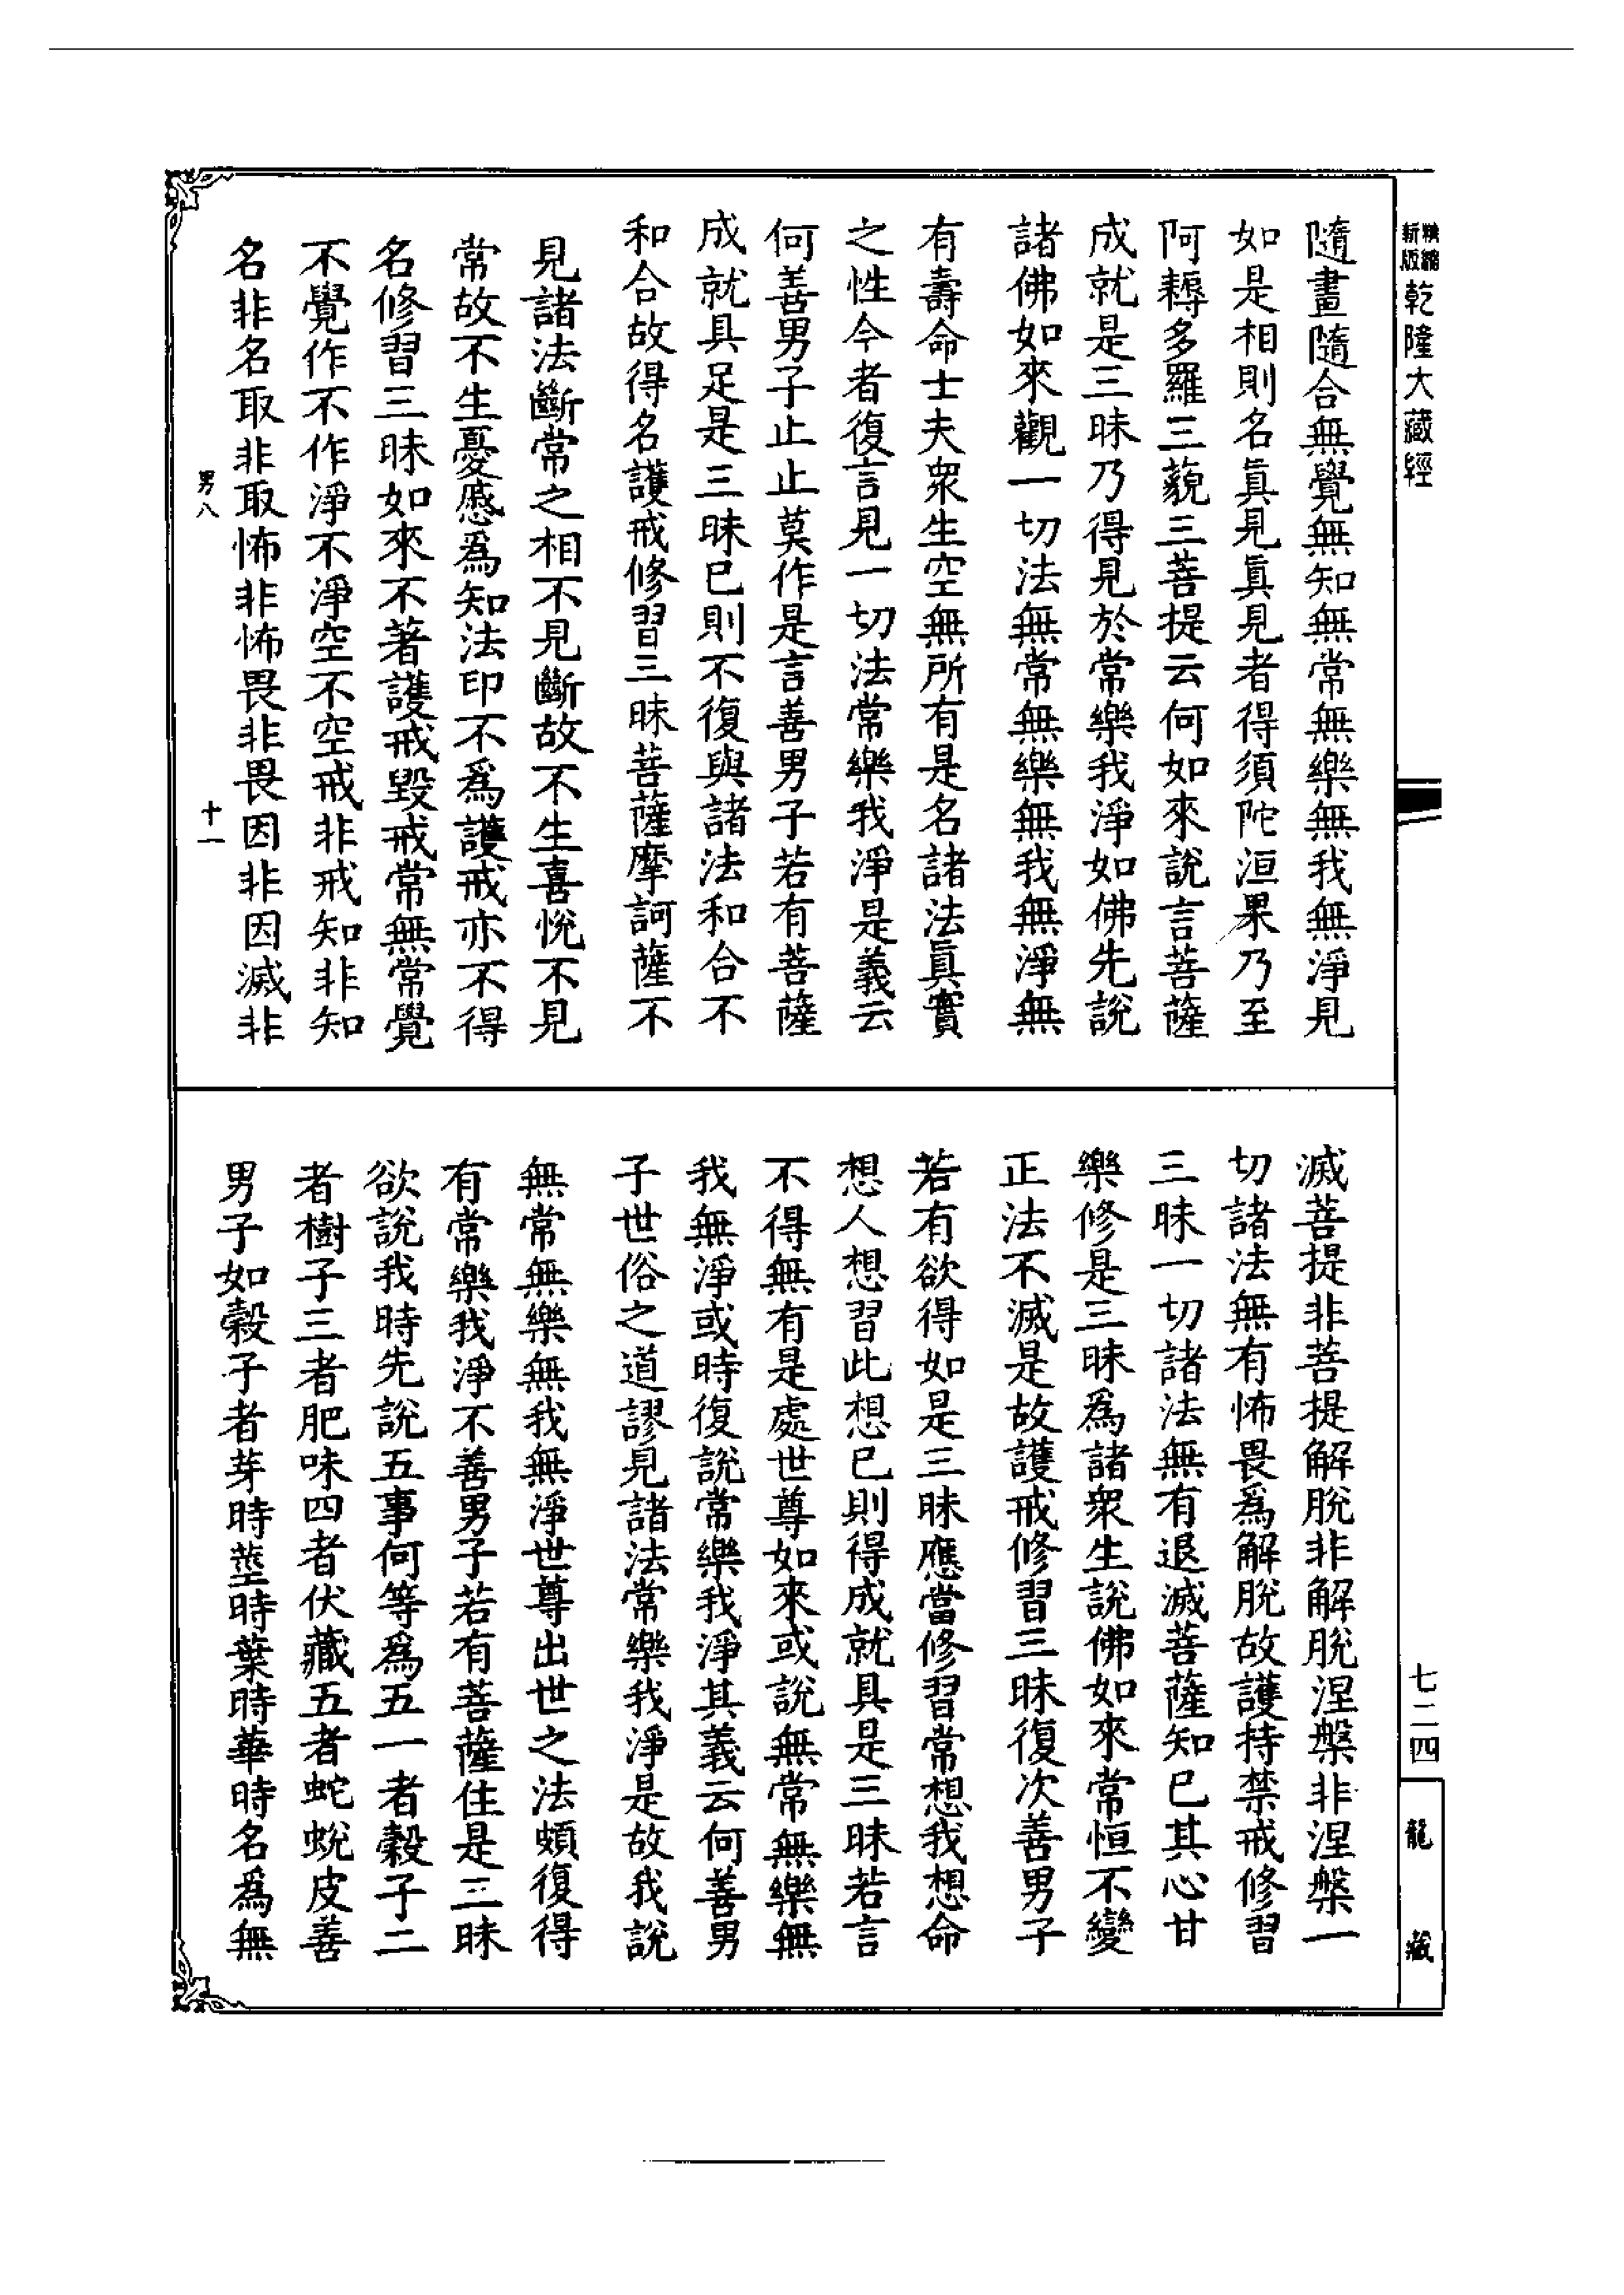 精縮新版乾隆大藏經
七二四
龍藏
隨畫隨合無覺無知無常無樂無我無淨見
如是相則名眞見眞見者得須陀洹果乃至
阿耨多羅三藐三菩提云何如來說言菩薩
成就是三昧乃得見於常樂我淨如佛先說
諸佛如來觀一切法無常無樂無我無淨無
有壽命士夫衆生空無所有是名諸法眞實
之性今者復言見一切法常樂我淨是義云
何善男子止止莫作是言善男子若有菩薩
成就具足是三昧已則不復與諸法和合不
和合故得名護戒修習三昧菩薩摩訶薩不
見諸法斷常之相不見斷故不生喜悅不見
常故不生憂慼爲知法印不爲護戒亦不得
名修習三昧如來不著護戒毀戒常無常覺
不覺作不作淨不淨空不空戒非戒知非知
名非名取非取怖非怖畏非畏因非因滅非
男八
十一
滅菩提非菩提解脫非解脫涅槃非涅槃一
切諸法無有怖畏爲解脫故護持禁戒修習
三昧一切諸法無有退滅菩薩知已其心甘
樂修是三昧爲諸衆生說佛如來常恒不變
正法不滅是故護戒修習三昧復次善男子
若有欲得如是三昧應當修習常想我想命
想人想習此想已則得成就具是三昧若言
不得無有是處世尊如來或說無常無樂無
我無淨或時復說常樂我淨其義云何善男
子世俗之道謬見諸法常樂我淨是故我說
無常無樂無我無淨世尊出世之法頗復得
有常樂我淨不善男子若有菩薩住是三昧
欲說我時先說五事何等爲五一者穀子二
者樹子三者肥味四者伏藏五者蛇蛻皮善
男子如穀子者芽時莖時葉時華時名爲無